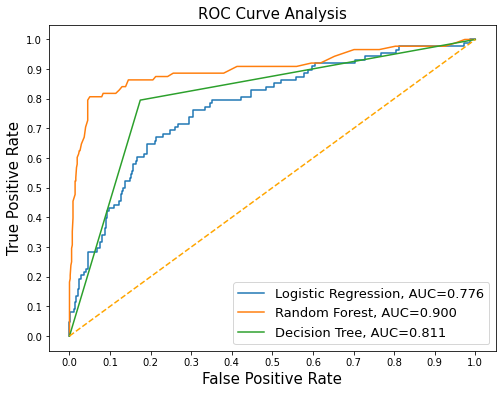 ROC Curve Analysis
True Positive Rate
1.0
0.9
0.8
0.7
0.6
0.5
0.4
0.3
0.2
0.1
0.0
Logistic Regression, AUC=0.776
Random Forest, AUC=0.900
Decision Tree, AUC=0.811
0.0 0.1 0.2 0.3 0.4 0.5 0.6 0.7 0.8 0.9 1.0
False Positive Rate